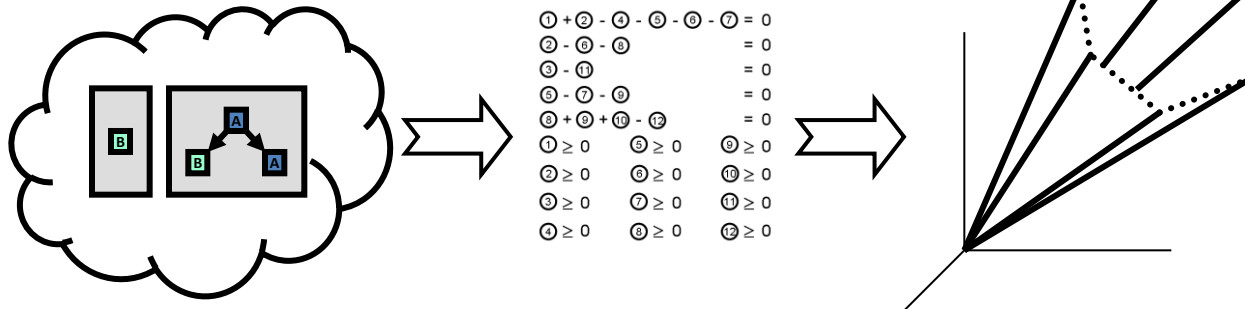 B
A
B
A
① + ② - ④ - ⑤ - ⑥ - ⑦ = 0
② - ⑥ - ⑧ = 0
③ - ⑪ = 0
⑤ - ⑦ - ⑨ = 0
⑧ + ⑨ + ⑩ - ⑫ = 0
① ≥ 0 ⑤ ≥ 0 ⑨ ≥ 0
② ≥ 0 ⑥ ≥ 0 ⑩ ≥ 0
③ ≥ 0 ⑦ ≥ 0 ⑪ ≥ 0
④ ≥ 0 ⑧ ≥ 0 ⑫ ≥ 0